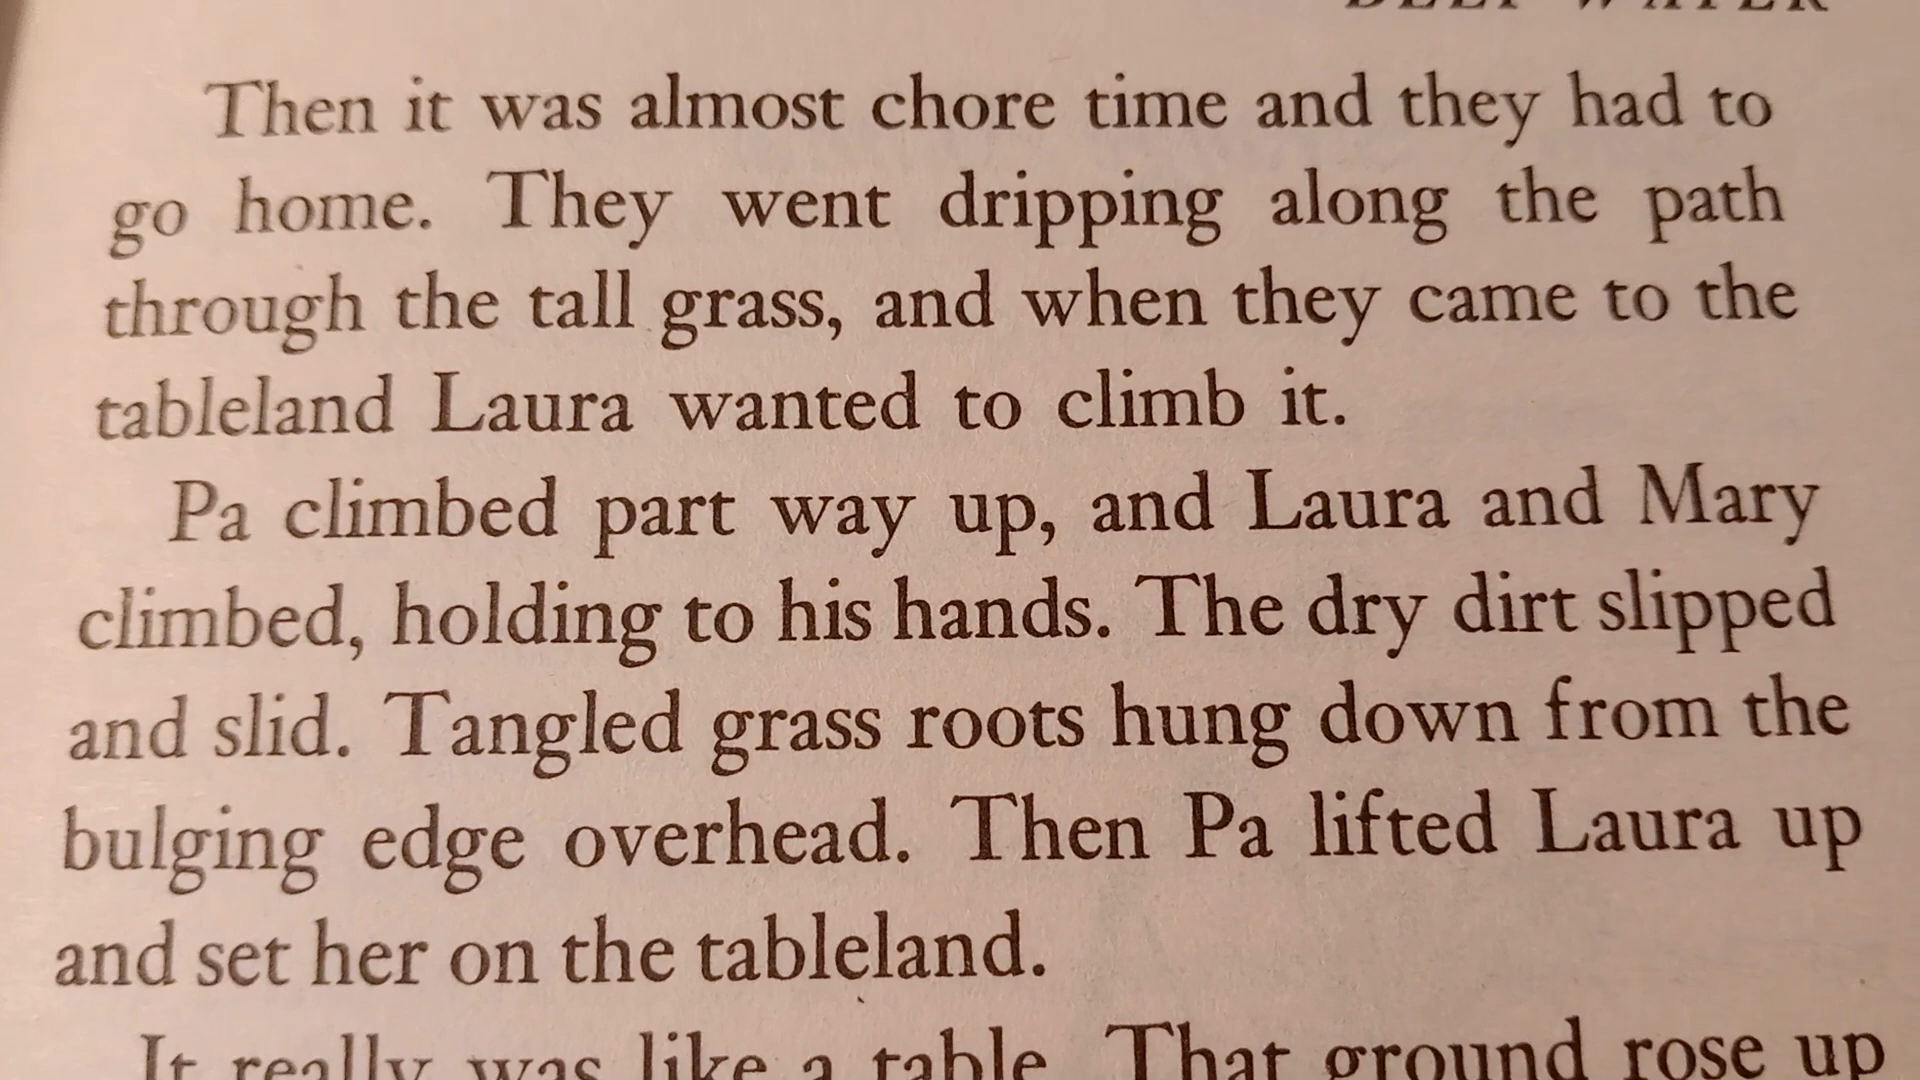 DEEP WATER
Then it was almost chore time and they had to
go home. They went dripping along the path
through the tall grass, and when they came to the
tableland Laura wanted to climb it.
Pa climbed part way up, and Laura and Mary
climbed, holding to his hands. The dry dirt slipped
and slid. Tangled grass roots hung down from the
bulging edge overhead. Then Pa lifted Laura up
and set her on the tableland.
It really was like a table. That ground rose up